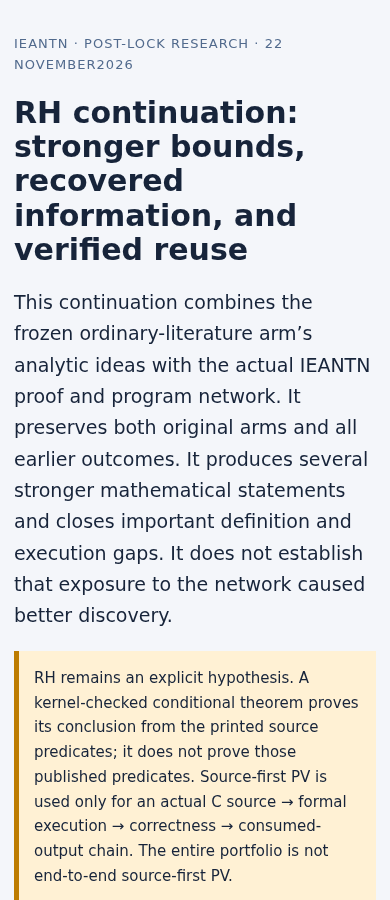 IEANTN · POST-LOCK RESEARCH · 22
NOVEMBER2026
RH continuation:
stronger bounds,
recovered
information, and
verified reuse
This continuation combines the
frozen ordinary-literature arm’s
analytic ideas with the actual IEANTN
proof and program network. It
preserves both original arms and all
earlier outcomes. It produces several
stronger mathematical statements
and closes important definition and
execution gaps. It does not establish
that exposure to the network caused
better discovery.
RH remains an explicit hypothesis. A
kernel-checked conditional theorem proves
its conclusion from the printed source
predicates; it does not prove those
published predicates. Source-first PV is
used only for an actual C source → formal
execution → correctness → consumed-
output chain. The entire portfolio is not
end-to-end source-first PV.